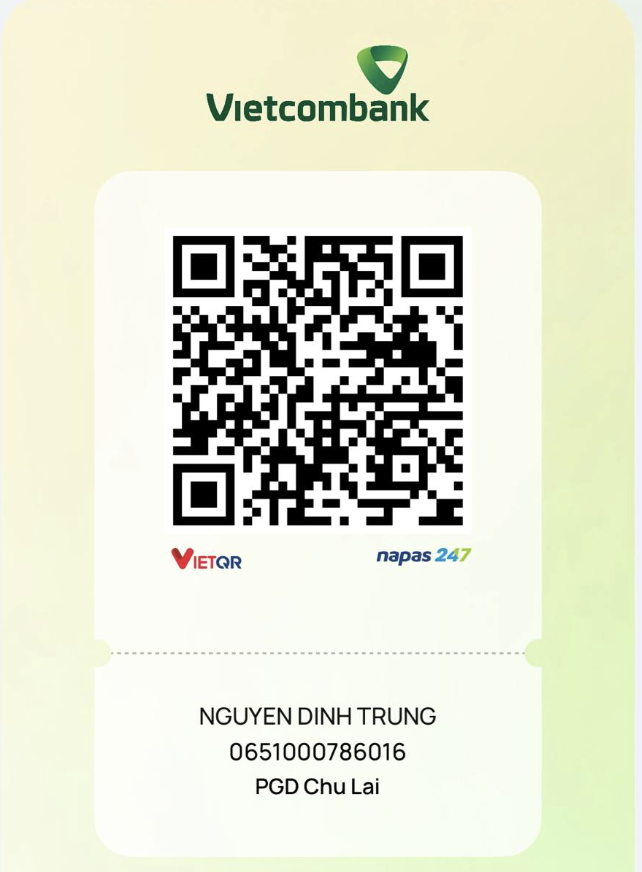 Vietcombank
VIETQR
napas 247
NGUYEN DINH TRUNG
0651000786016
PGD Chu Lai